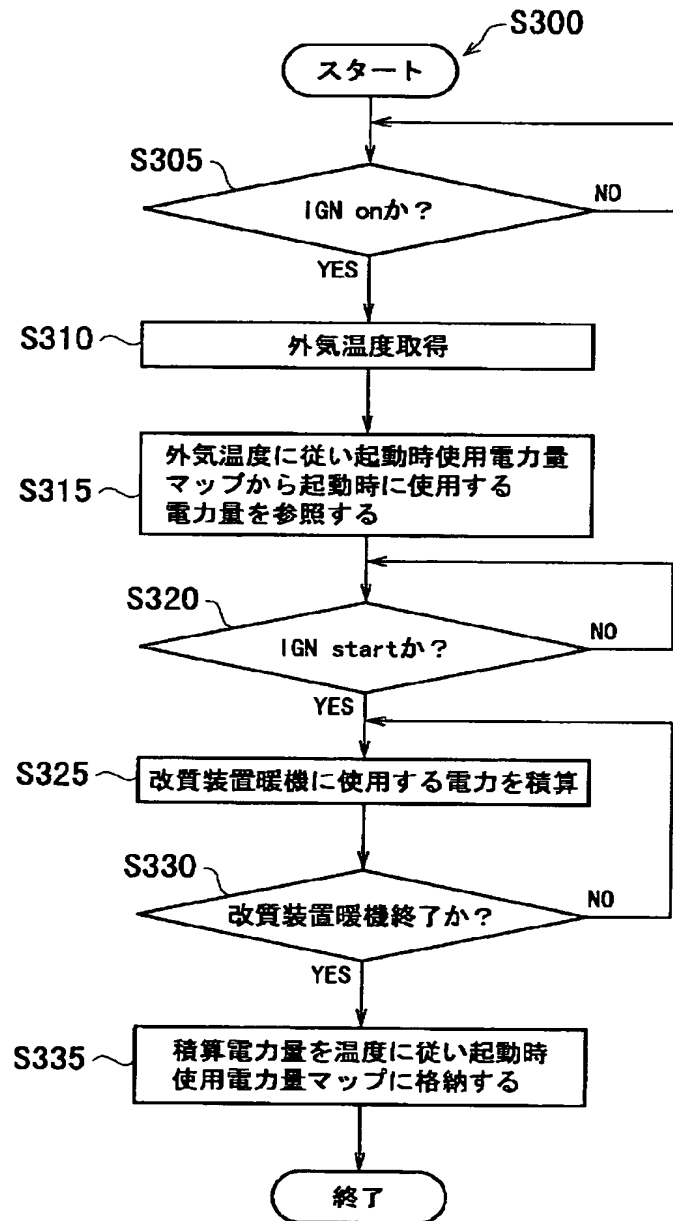 S300
スタート
S305
IGN onか？
NO
YES
S310
外気温度取得
S315
外気温度に従い起動時使用電力量
マップから起動時に使用する
電力量を参照する
S320
IGN startか？
NO
YES
S325
改質装置暖機に使用する電力を積算
S330
改質装置暖機終了か？
NO
YES
S335
積算電力量を温度に従い起動時
使用電力量マップに格納する
終了